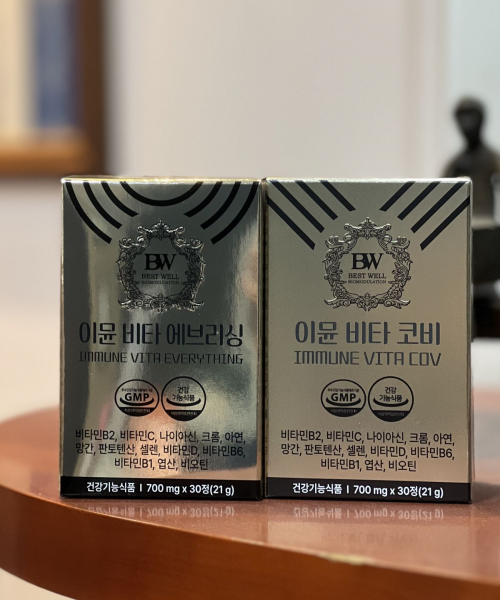 BW
BEST WELL
BIOMODULATION
이뮨 비타 에브리싱
IMMUNE VITA EVERYTHING
GMP
건강
기능식품
비타민B2, 비타민C, 나이아신, 크롬, 아연,
망간, 판토텐산, 셀렌, 비타민D, 비타민B6,
비타민B1, 엽산, 비오틴
건강기능식품 I 700 mg x 30정(21 g)
BW
BEST WELL
BIOMODULATION
이뮨 비타 코비
IMMUNE VITA COV
GMP
건강
기능식품
비타민B2, 비타민C, 나이아신, 크롬, 아연,
망간, 판토텐산, 셀렌, 비타민D, 비타민B6,
비타민B1, 엽산, 비오틴
건강기능식품 I 700 mg x 30정(21 g)